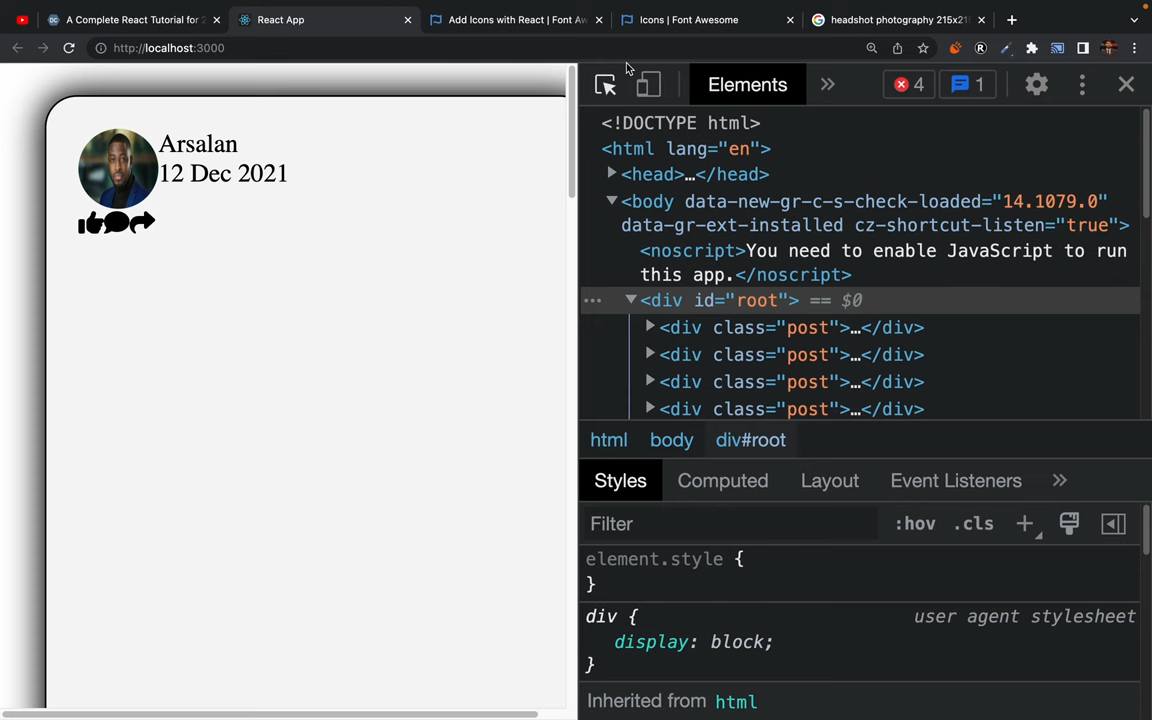 A Complete React Tutorial for 2
React App
Add Icons with React | Font Aw
Icons | Font Awesome
headshot photography 215x21
http://localhost:3000
Arsalan
12 Dec 2021
Elements
4
1
<!DOCTYPE html>
<html lang="en">
<head>…</head>
<body data-new-gr-c-s-check-loaded="14.1079.0"
data-gr-ext-installed cz-shortcut-listen="true">
<noscript>You need to enable JavaScript to run
this app.</noscript>
<div id="root"> == $0
<div class="post">…</div>
<div class="post">…</div>
<div class="post">…</div>
<div class="post">…</div>
html body div#root
Styles Computed Layout Event Listeners
Filter :hov .cls
element.style {
}
div { user agent stylesheet
display: block;
}
Inherited from html